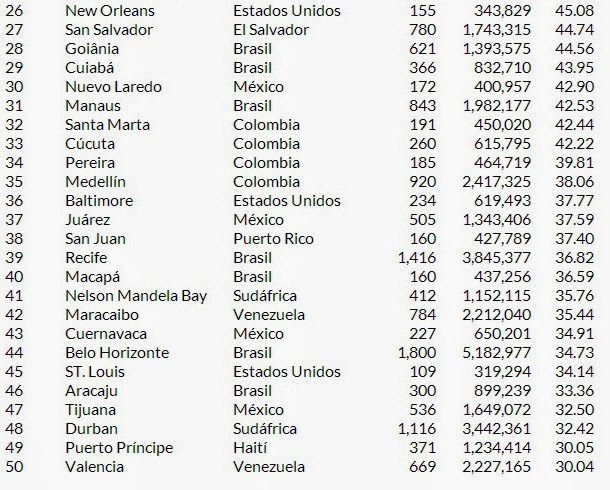 26 New Orleans Estados Unidos 155 343,829 45.08
27 San Salvador El Salvador 780 1,743,315 44.74
28 Goiânia Brasil 621 1,393,575 44.56
29 Cuiabá Brasil 366 832,710 43.95
30 Nuevo Laredo México 172 400,957 42.90
31 Manaus Brasil 843 1,982,177 42.53
32 Santa Marta Colombia 191 450,020 42.44
33 Cúcuta Colombia 260 615,795 42.22
34 Pereira Colombia 185 464,719 39.81
35 Medellín Colombia 920 2,417,325 38.06
36 Baltimore Estados Unidos 234 619,493 37.77
37 Juárez México 505 1,343,406 37.59
38 San Juan Puerto Rico 160 427,789 37.40
39 Recife Brasil 1,416 3,845,377 36.82
40 Macapá Brasil 160 437,256 36.59
41 Nelson Mandela Bay Sudáfrica 412 1,152,115 35.76
42 Maracaibo Venezuela 784 2,212,040 35.44
43 Cuernavaca México 227 650,201 34.91
44 Belo Horizonte Brasil 1,800 5,182,977 34.73
45 ST. Louis Estados Unidos 109 319,294 34.14
46 Aracaju Brasil 300 899,239 33.36
47 Tijuana México 536 1,649,072 32.50
48 Durban Sudáfrica 1,116 3,442,361 32.42
49 Puerto Príncipe Haití 371 1,234,414 30.05
50 Valencia Venezuela 669 2,227,165 30.04